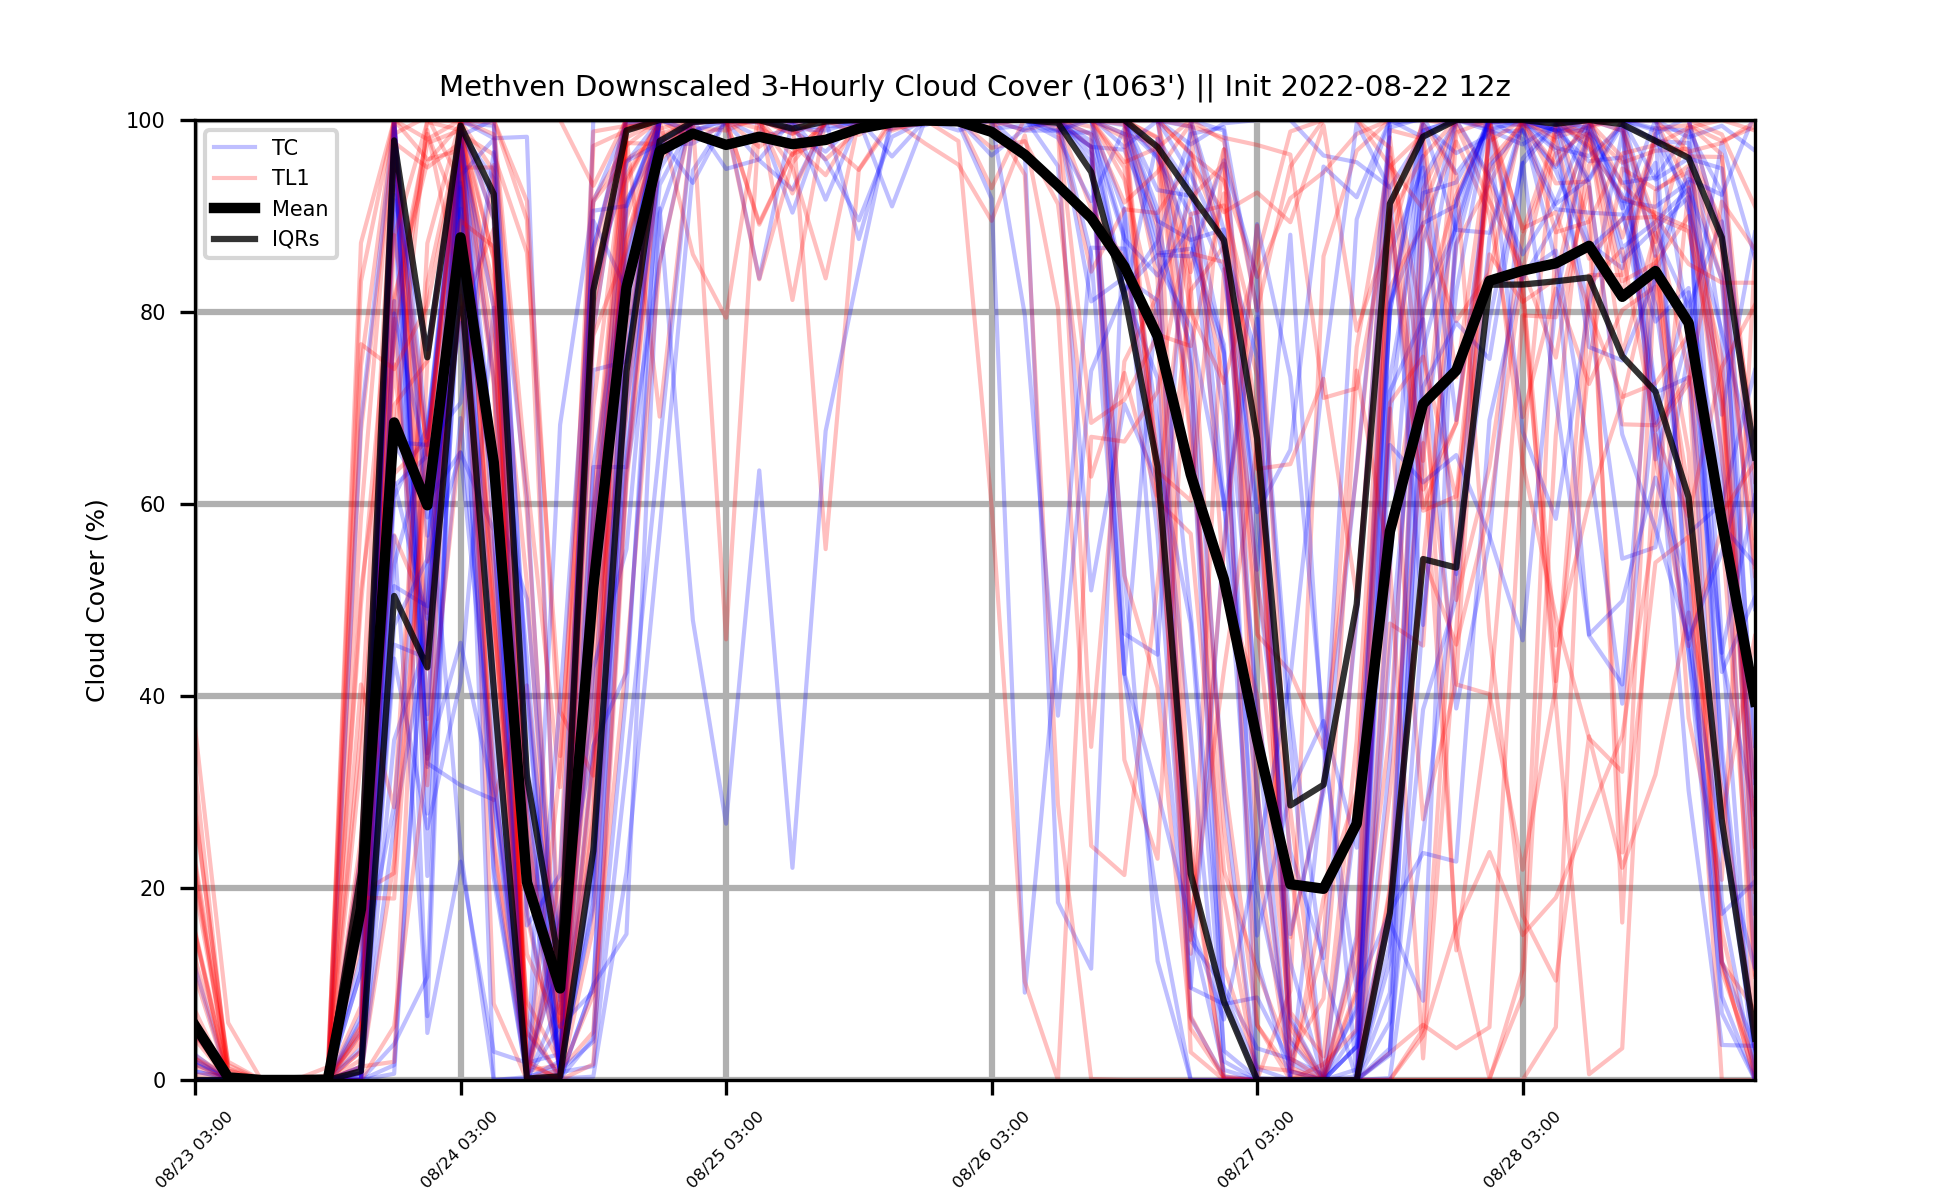 Methven Downscaled 3-Hourly Cloud Cover (1063') || Init 2022-08-22 12z
Cloud Cover (%)
100
80
60
40
20
0
TC
TL1
Mean
IQRs
08/23 03:00
08/24 03:00
08/25 03:00
08/26 03:00
08/27 03:00
08/28 03:00